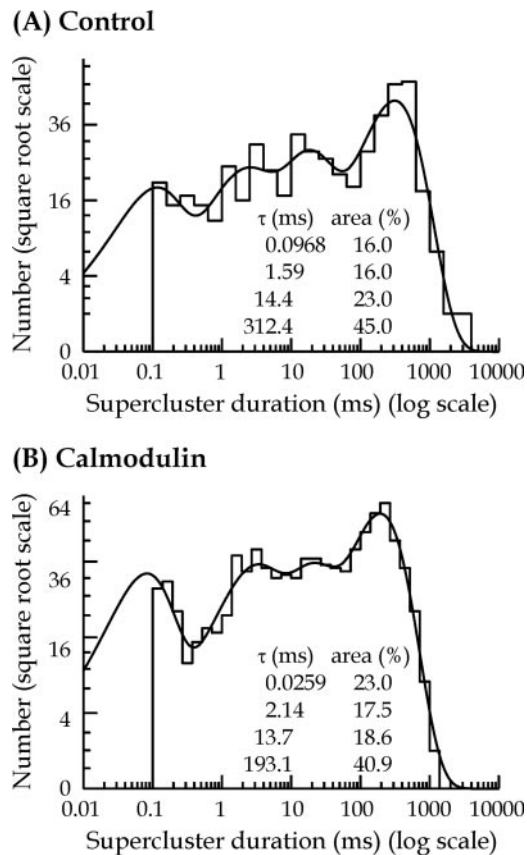 (A) Control
Number (square root scale)
36
16
4
0
τ (ms) area (%)
0.0968 16.0
1.59 16.0
14.4 23.0
312.4 45.0
0.01 0.1 1 10 100 1000 10000
Supercluster duration (ms) (log scale)
(B) Calmodulin
Number (square root scale)
64
36
16
4
0
τ (ms) area (%)
0.0259 23.0
2.14 17.5
13.7 18.6
193.1 40.9
0.01 0.1 1 10 100 1000 10000
Supercluster duration (ms) (log scale)